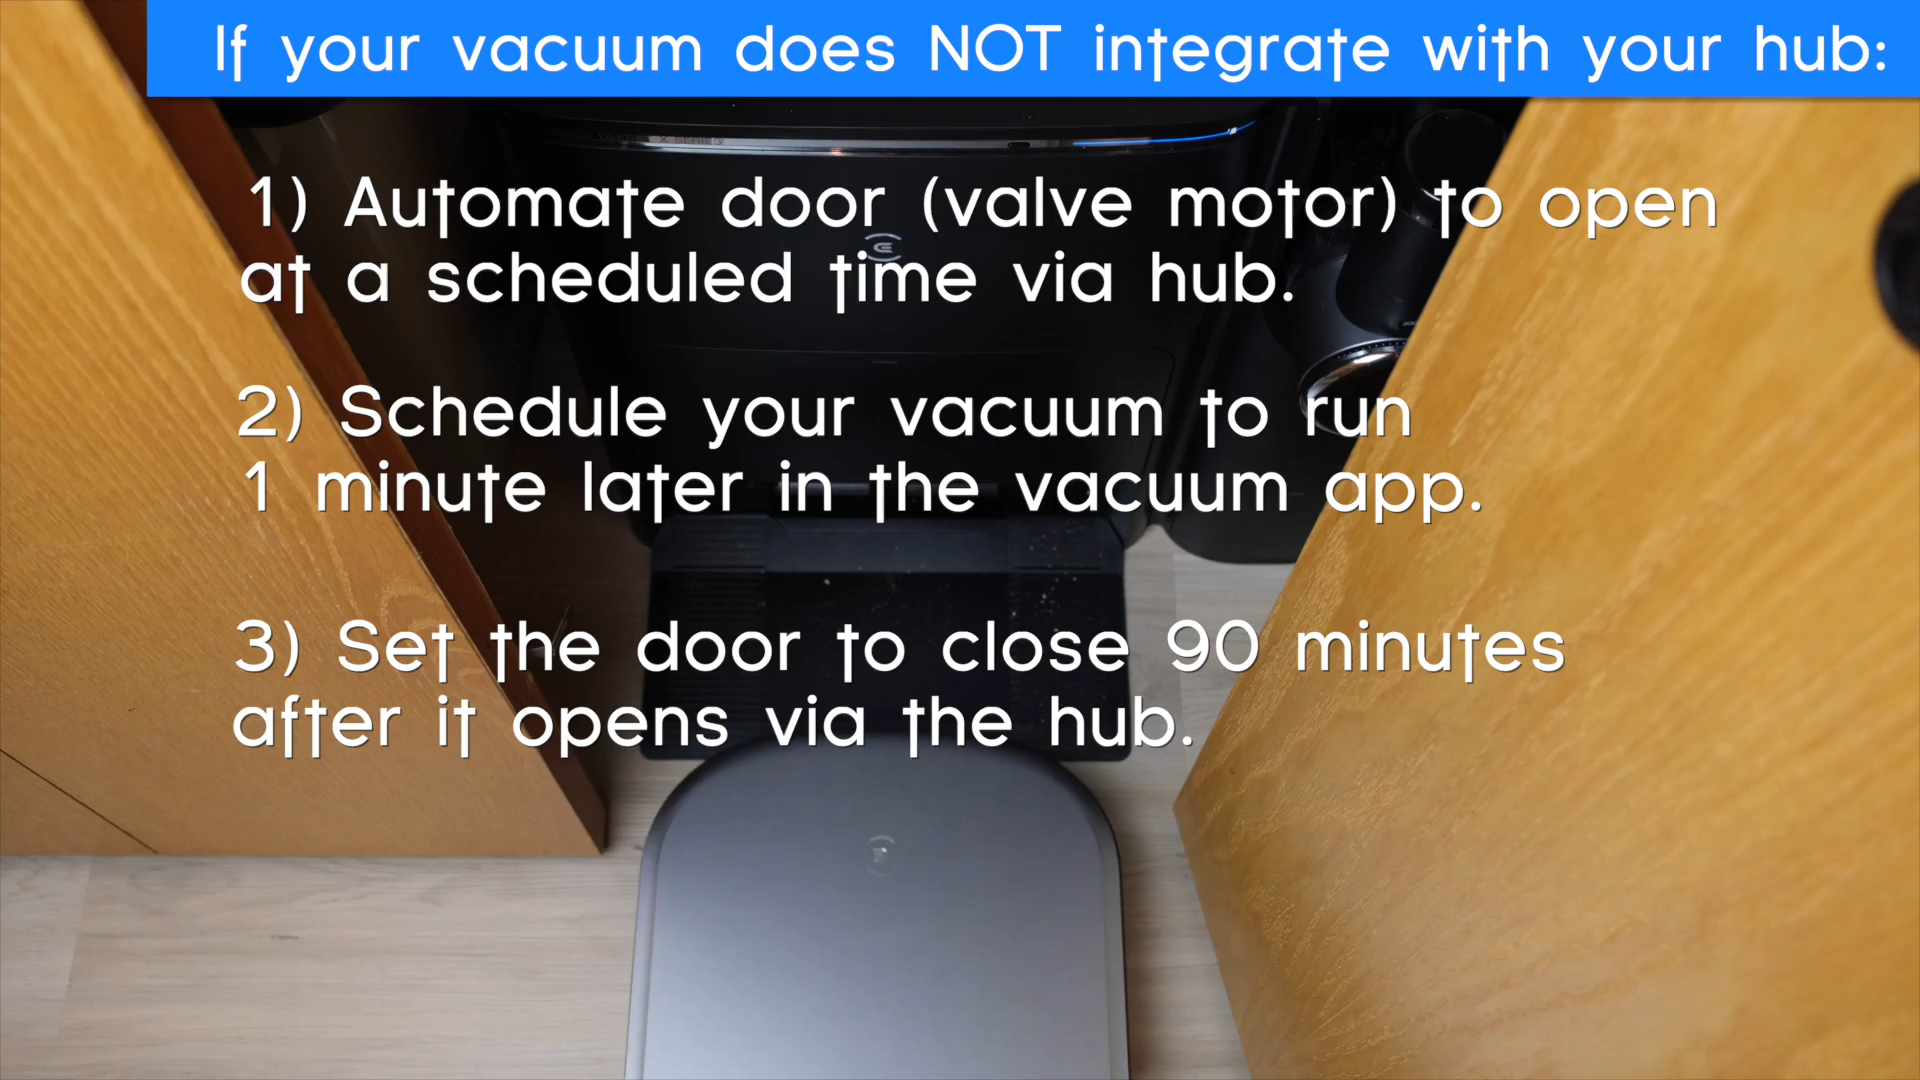 If your vacuum does NOT integrate with your hub:
1) Automate door (valve motor) to open
at a scheduled time via hub.
2) Schedule your vacuum to run
1 minute later in the vacuum app.
3) Set the door to close 90 minutes
after it opens via the hub.